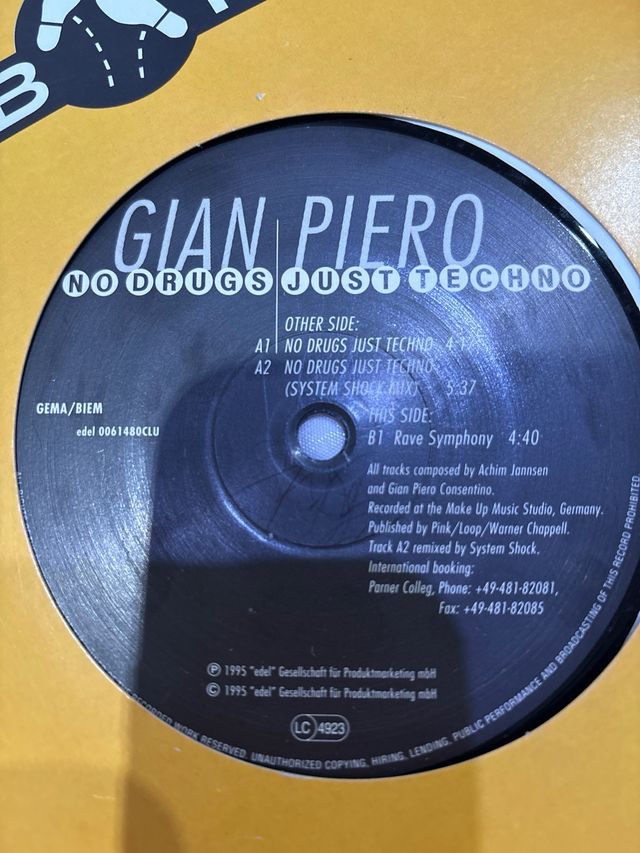 B
GIAN PIERO
NO DRUGS JUST TECHNO
OTHER SIDE:
A1 NO DRUGS JUST TECHNO
A2 NO DRUGS JUST TECHNO
(SYSTEM SHOCK MIX) 5:37
THIS SIDE:
B1 Rave Symphony 4:40
GEMA/BIEM
edel 0061480CLU
All tracks composed by Achim Jannsen
and Gian Piero Consentino.
Recorded at the Make Up Music Studio, Germany.
Published by Pink/Loop/Warner Chappell.
Track A2 remixed by System Shock.
International booking:
Parner Colleg, Phone: +49-481-82081,
Fax: +49-481-82085
Ⓟ 1995 "edel" Gesellschaft für Produktmarketing mbH
© 1995 "edel" Gesellschaft für Produktmarketing mbH
LC 4923
RECORDED WORK RESERVED. UNAUTHORIZED COPYING, HIRING, LENDING, PUBLIC PERFORMANCE AND BROADCASTING OF THIS RECORD PROHIBITED